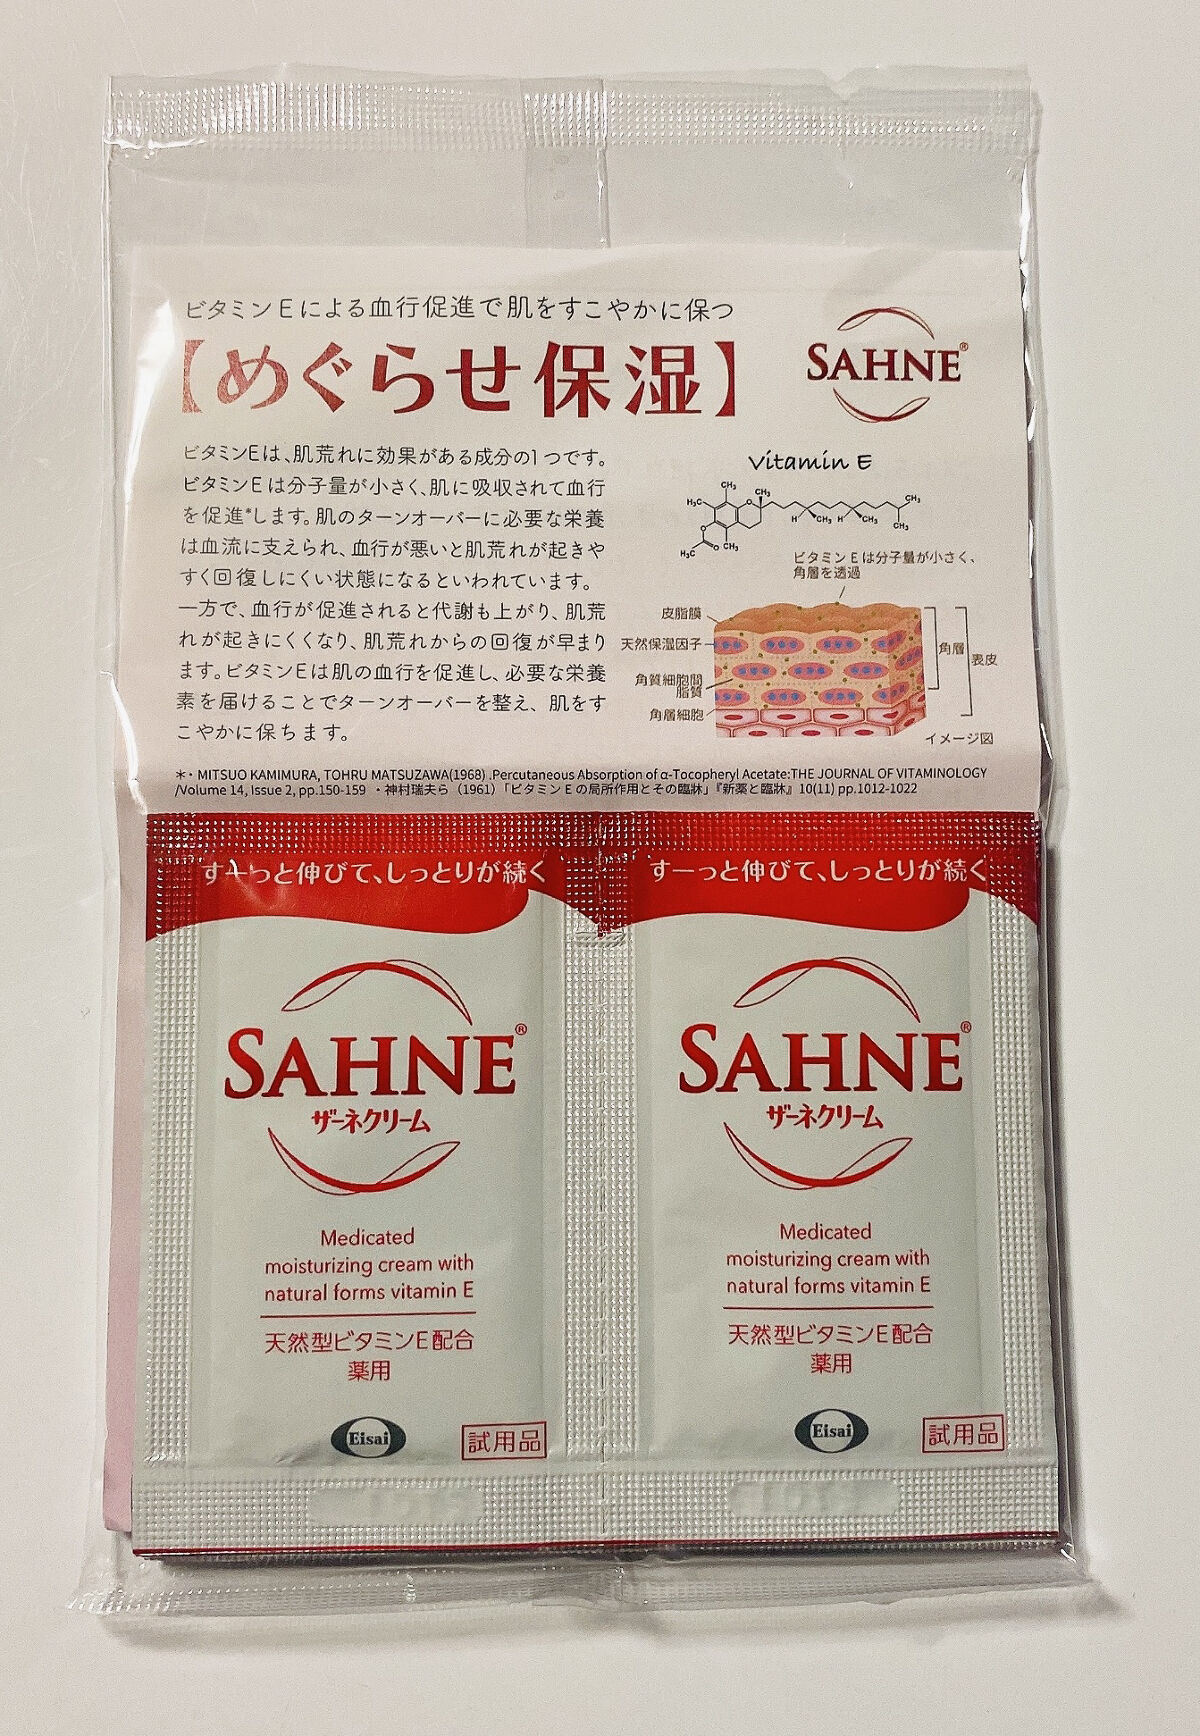 ビタミンEによる血行促進で肌をすこやかに保つ
【めぐらせ保湿】
SAHNE®
ビタミンEは、肌荒れに効果がある成分の1つです。
ビタミンEは分子量が小さく、肌に吸収されて血行
を促進*します。肌のターンオーバーに必要な栄養
は血流に支えられ、血行が悪いと肌荒れが起きや
すく回復しにくい状態になるといわれています。
一方で、血行が促進されると代謝も上がり、肌荒
れが起きにくくなり、肌荒れからの回復が早まり
ます。ビタミンEは肌の血行を促進し、必要な栄養
素を届けることでターンオーバーを整え、肌をす
こやかに保ちます。
Vitamin E
CH₃
H₃C
O
CH₃
CH₃
H₃C
O
CH₃
O
H
CH₃
H
CH₃
CH₃
CH₃
ビタミンEは分子量が小さく、
角層を透過
皮脂膜
天然保湿因子
角質細胞間
脂質
角層細胞
角層
表皮
イメージ図
＊・MITSUO KAMIMURA, TOHRU MATSUZAWA(1968) .Percutaneous Absorption of α-Tocopheryl Acetate:THE JOURNAL OF VITAMINOLOGY
/Volume 14, Issue 2, pp.150-159 ・神村瑞夫ら（1961）「ビタミンEの局所作用とその臨牀」『新薬と臨牀』10(11) pp.1012-1022
すーっと伸びて、しっとりが続く
SAHNE®
ザーネクリーム
Medicated
moisturizing cream with
natural forms vitamin E
天然型ビタミンE配合
薬用
Eisai
試用品
すーっと伸びて、しっとりが続く
SAHNE®
ザーネクリーム
Medicated
moisturizing cream with
natural forms vitamin E
天然型ビタミンE配合
薬用
Eisai
試用品